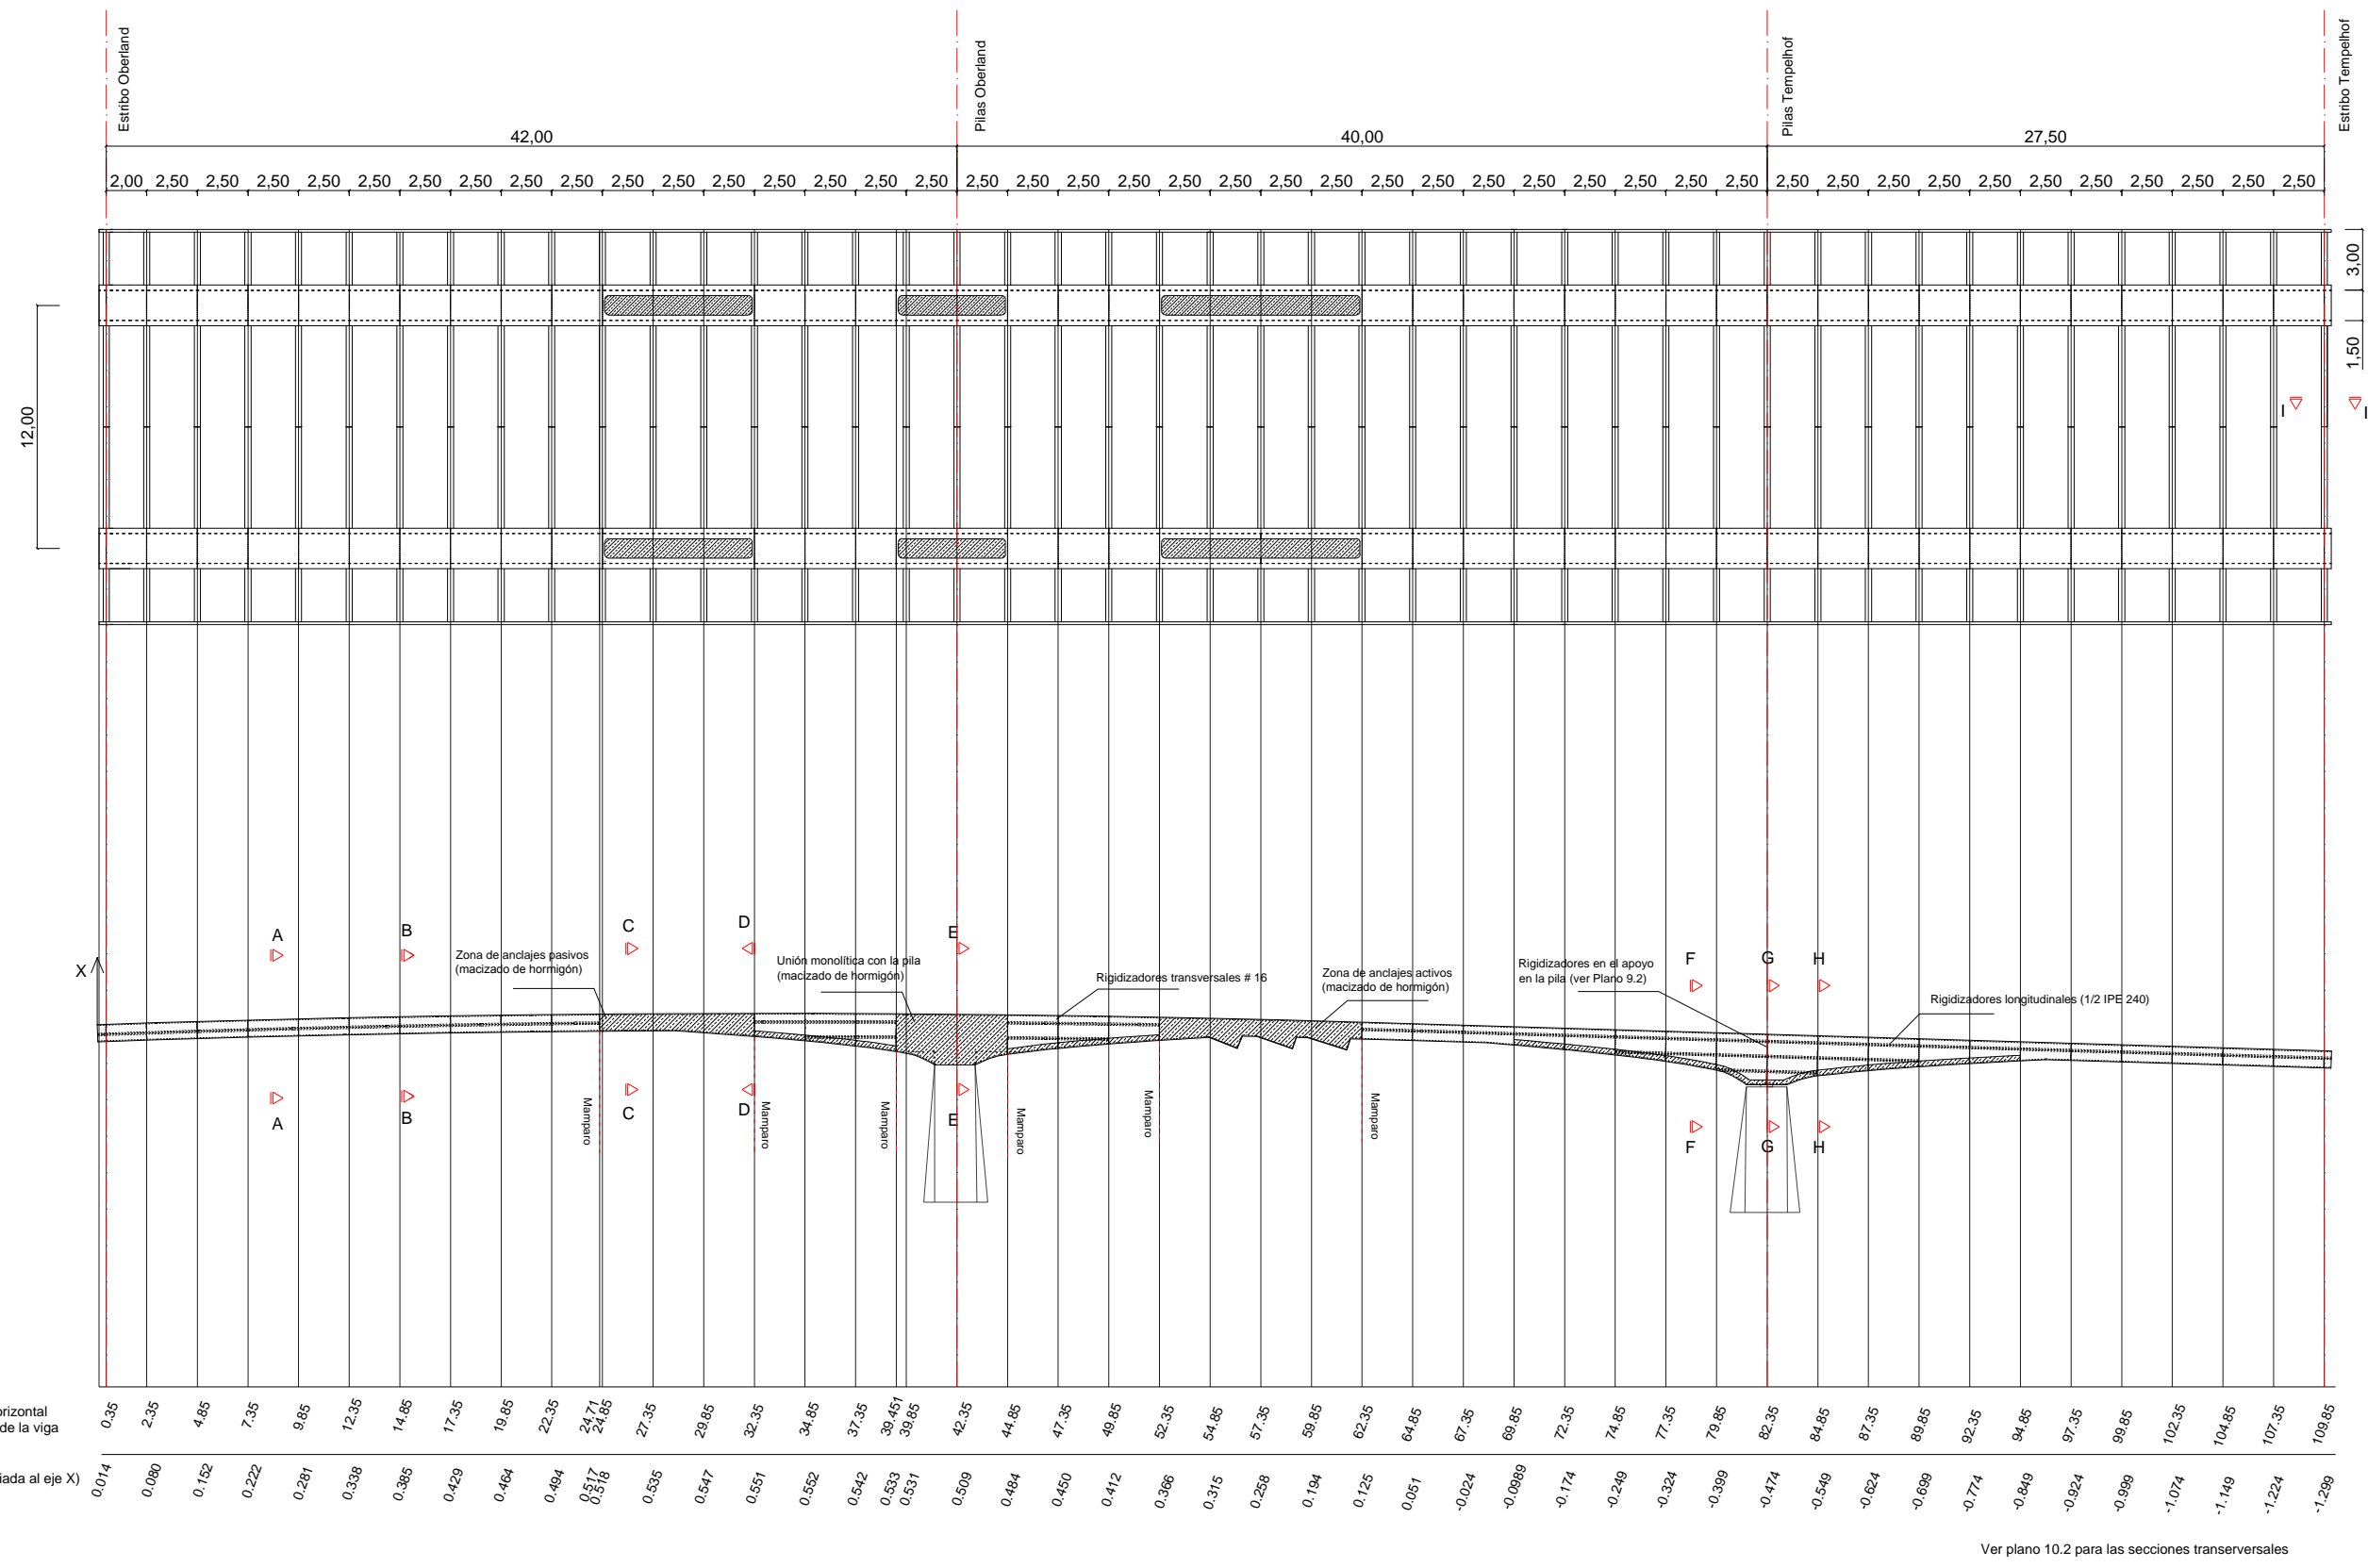 Estribo Oberland
Pilas Oberland
Pilas Tempelhof
Estribo Tempelhof
42,00 40,00 27,50
2,00 2,50 2,50 2,50 2,50 2,50 2,50 2,50 2,50 2,50 2,50 2,50 2,50 2,50 2,50 2,50 2,50 2,50 2,50 2,50 2,50 2,50 2,50 2,50 2,50 2,50 2,50 2,50 2,50 2,50 2,50 2,50 2,50 2,50 2,50 2,50 2,50 2,50 2,50 2,50 2,50 2,50 2,50 2,50
3,00
1,50
12,00
I I
A B C D E F G H
X
Zona de anclajes pasivos
(macizado de hormigón)
Unión monolítica con la pila
(macizado de hormigón)
Rigidizadores transversales # 16
Zona de anclajes activos
(macizado de hormigón)
Rigidizadores en el apoyo
en la pila (ver Plano 9.2)
Rigidizadores longitudinales (1/2 IPE 240)
A B C D E F G H
Mamparo
Mamparo
Mamparo
Mamparo
Mamparo
Mamparo
orizontal
de la viga
0.35 2.35 4.85 7.35 9.85 12.35 14.85 17.35 19.85 22.35 24,71 24.85 27.35 29.85 32.35 34.85 37.35 39.451 39.85 42.35 44.85 47.35 49.85 52.35 54.85 57.35 59.85 62.35 64.85 67.35 69.85 72.35 74.85 77.35 79.85 82.35 84.85 87.35 89.85 92.35 94.85 97.35 99.85 102.35 104.85 107.35 109.85
iada al eje X)
0.014 0.080 0.152 0.222 0.281 0.338 0.385 0.429 0.464 0.494 0.517 0.518 0.535 0.547 0.551 0.552 0.542 0.533 0.531 0.509 0.484 0.450 0.412 0.366 0.315 0.258 0.194 0.125 0.051 -0.024 -0.0989 -0.174 -0.249 -0.324 -0.399 -0.474 -0.549 -0.624 -0.699 -0.774 -0.849 -0.924 -0.999 -1.074 -1.149 -1.224 -1.299
Ver plano 10.2 para las secciones transerversales